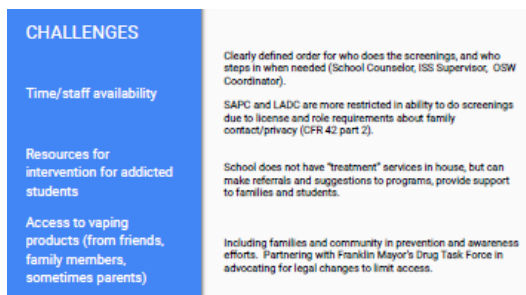 CHALLENGES
Time/staff availability
Clearly defined order for who does the screenings, and who
steps in when needed (School Counselor, ISS Supervisor, OSW
Coordinator).
SAPC and LADC are more restricted in ability to do screenings
due to license and role requirements about family
contact/privacy (CFR 42 part 2).
Resources for
intervention for addicted
students
School does not have "treatment" services in house, but can
make referrals and suggestions to programs, provide support
to families and students.
Access to vaping
products (from friends,
family members,
sometimes parents)
Including families and community in prevention and awareness
efforts. Partnering with Franklin Mayor's Drug Task Force in
advocating for legal changes to limit access.